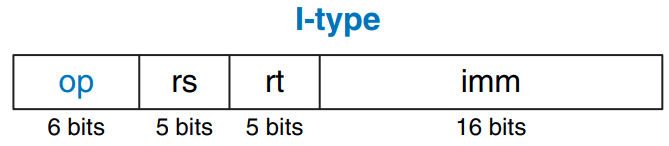 I-type
op rs rt imm
6 bits 5 bits 5 bits 16 bits